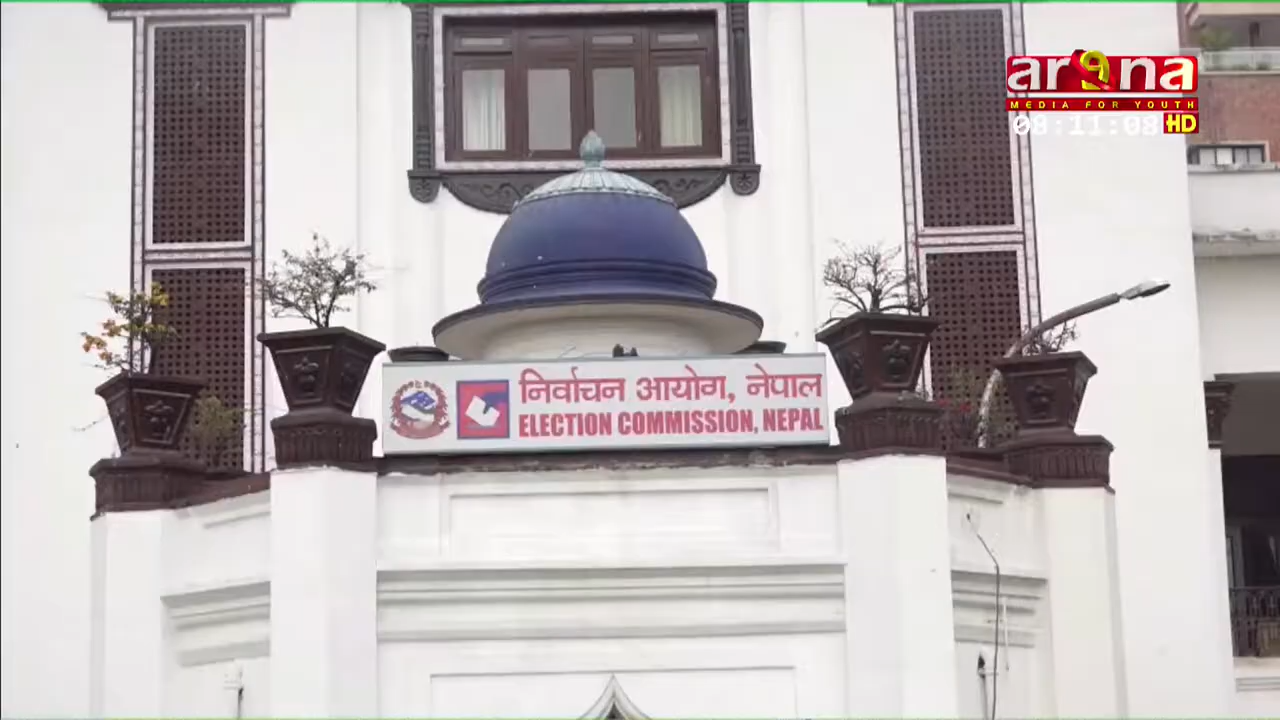 arena
MEDIA FOR YOUTH
08:11:08 HD
निर्वाचन आयोग, नेपाल
ELECTION COMMISSION, NEPAL